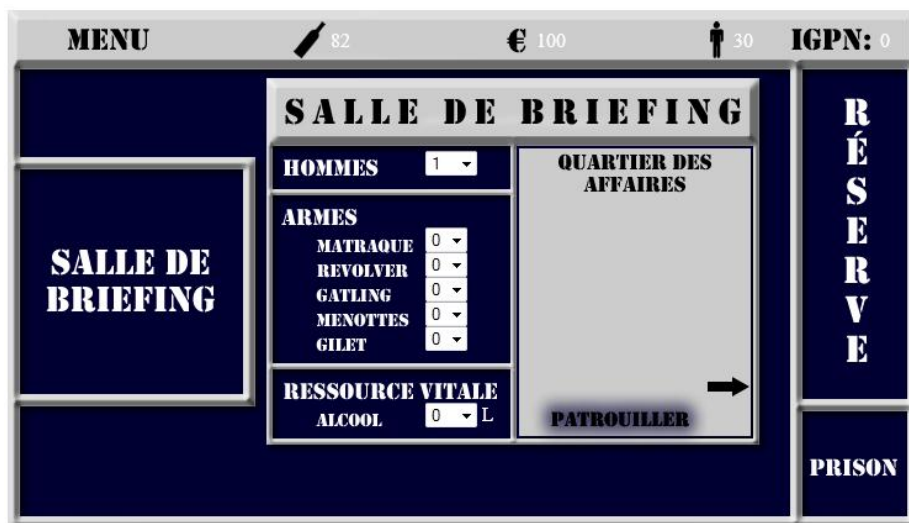 MENU 82 € 100 30 IGPN: 0
SALLE DE
BRIEFING
SALLE DE BRIEFING
HOMMES 1
ARMES
MATRAQUE 0
REVOLVER 0
GATLING 0
MENOTTES 0
GILET 0
RESSOURCE VITALE
ALCOOL 0 L
QUARTIER DES
AFFAIRES
PATROUILLER
RÉSERVE
PRISON